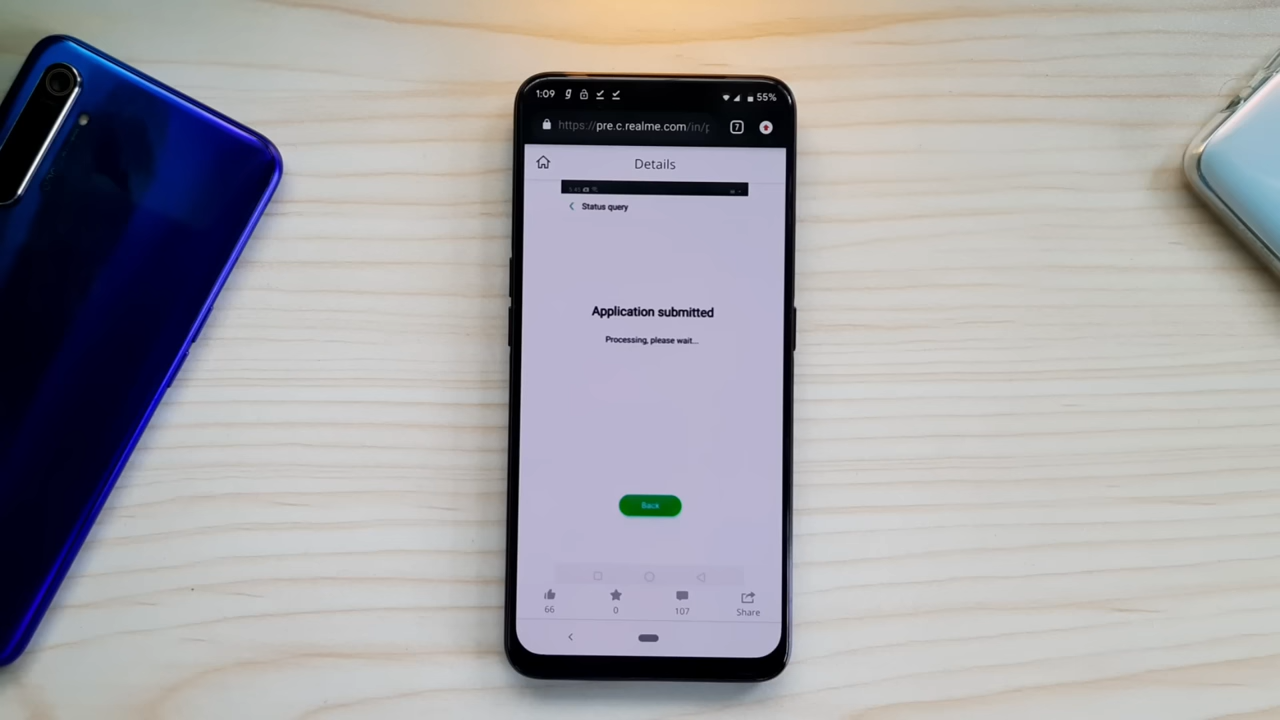 1:09 55%
https://pre.c.realme.com/in/p 7
Details
Status query
Application submitted
Processing, please wait...
Back
66 0 107 Share